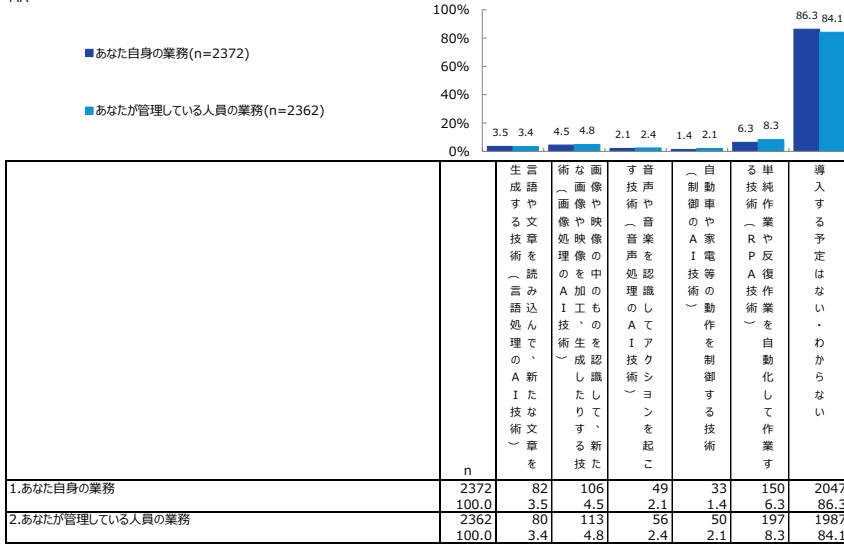 100%
80%
60%
40%
20%
0%
■あなた自身の業務(n=2372)
■あなたが管理している人員の業務(n=2362)
3.5 3.4
4.5 4.8
2.1 2.4
1.4 2.1
6.3 8.3
86.3 84.1
言語や文章を読み込んで、新たな文章を
生成する技術（言語処理のAI技術）
画像や映像の中のものを認識して、新た
な画像や映像を加工、生成したりする技
術（画像処理のAI技術）
音声や音楽を認識してアクションを起こ
す技術（音声処理のAI技術）
自動車や家電等の動作を制御する技術
（制御のAI技術）
単純作業や反復作業を自動化して作業す
る技術（RPA技術）
導入する予定はない・わからない
n
1.あなた自身の業務 2372 82 106 49 33 150 2047
100.0 3.5 4.5 2.1 1.4 6.3 86.3
2.あなたが管理している人員の業務 2362 80 113 56 50 197 1987
100.0 3.4 4.8 2.4 2.1 8.3 84.1